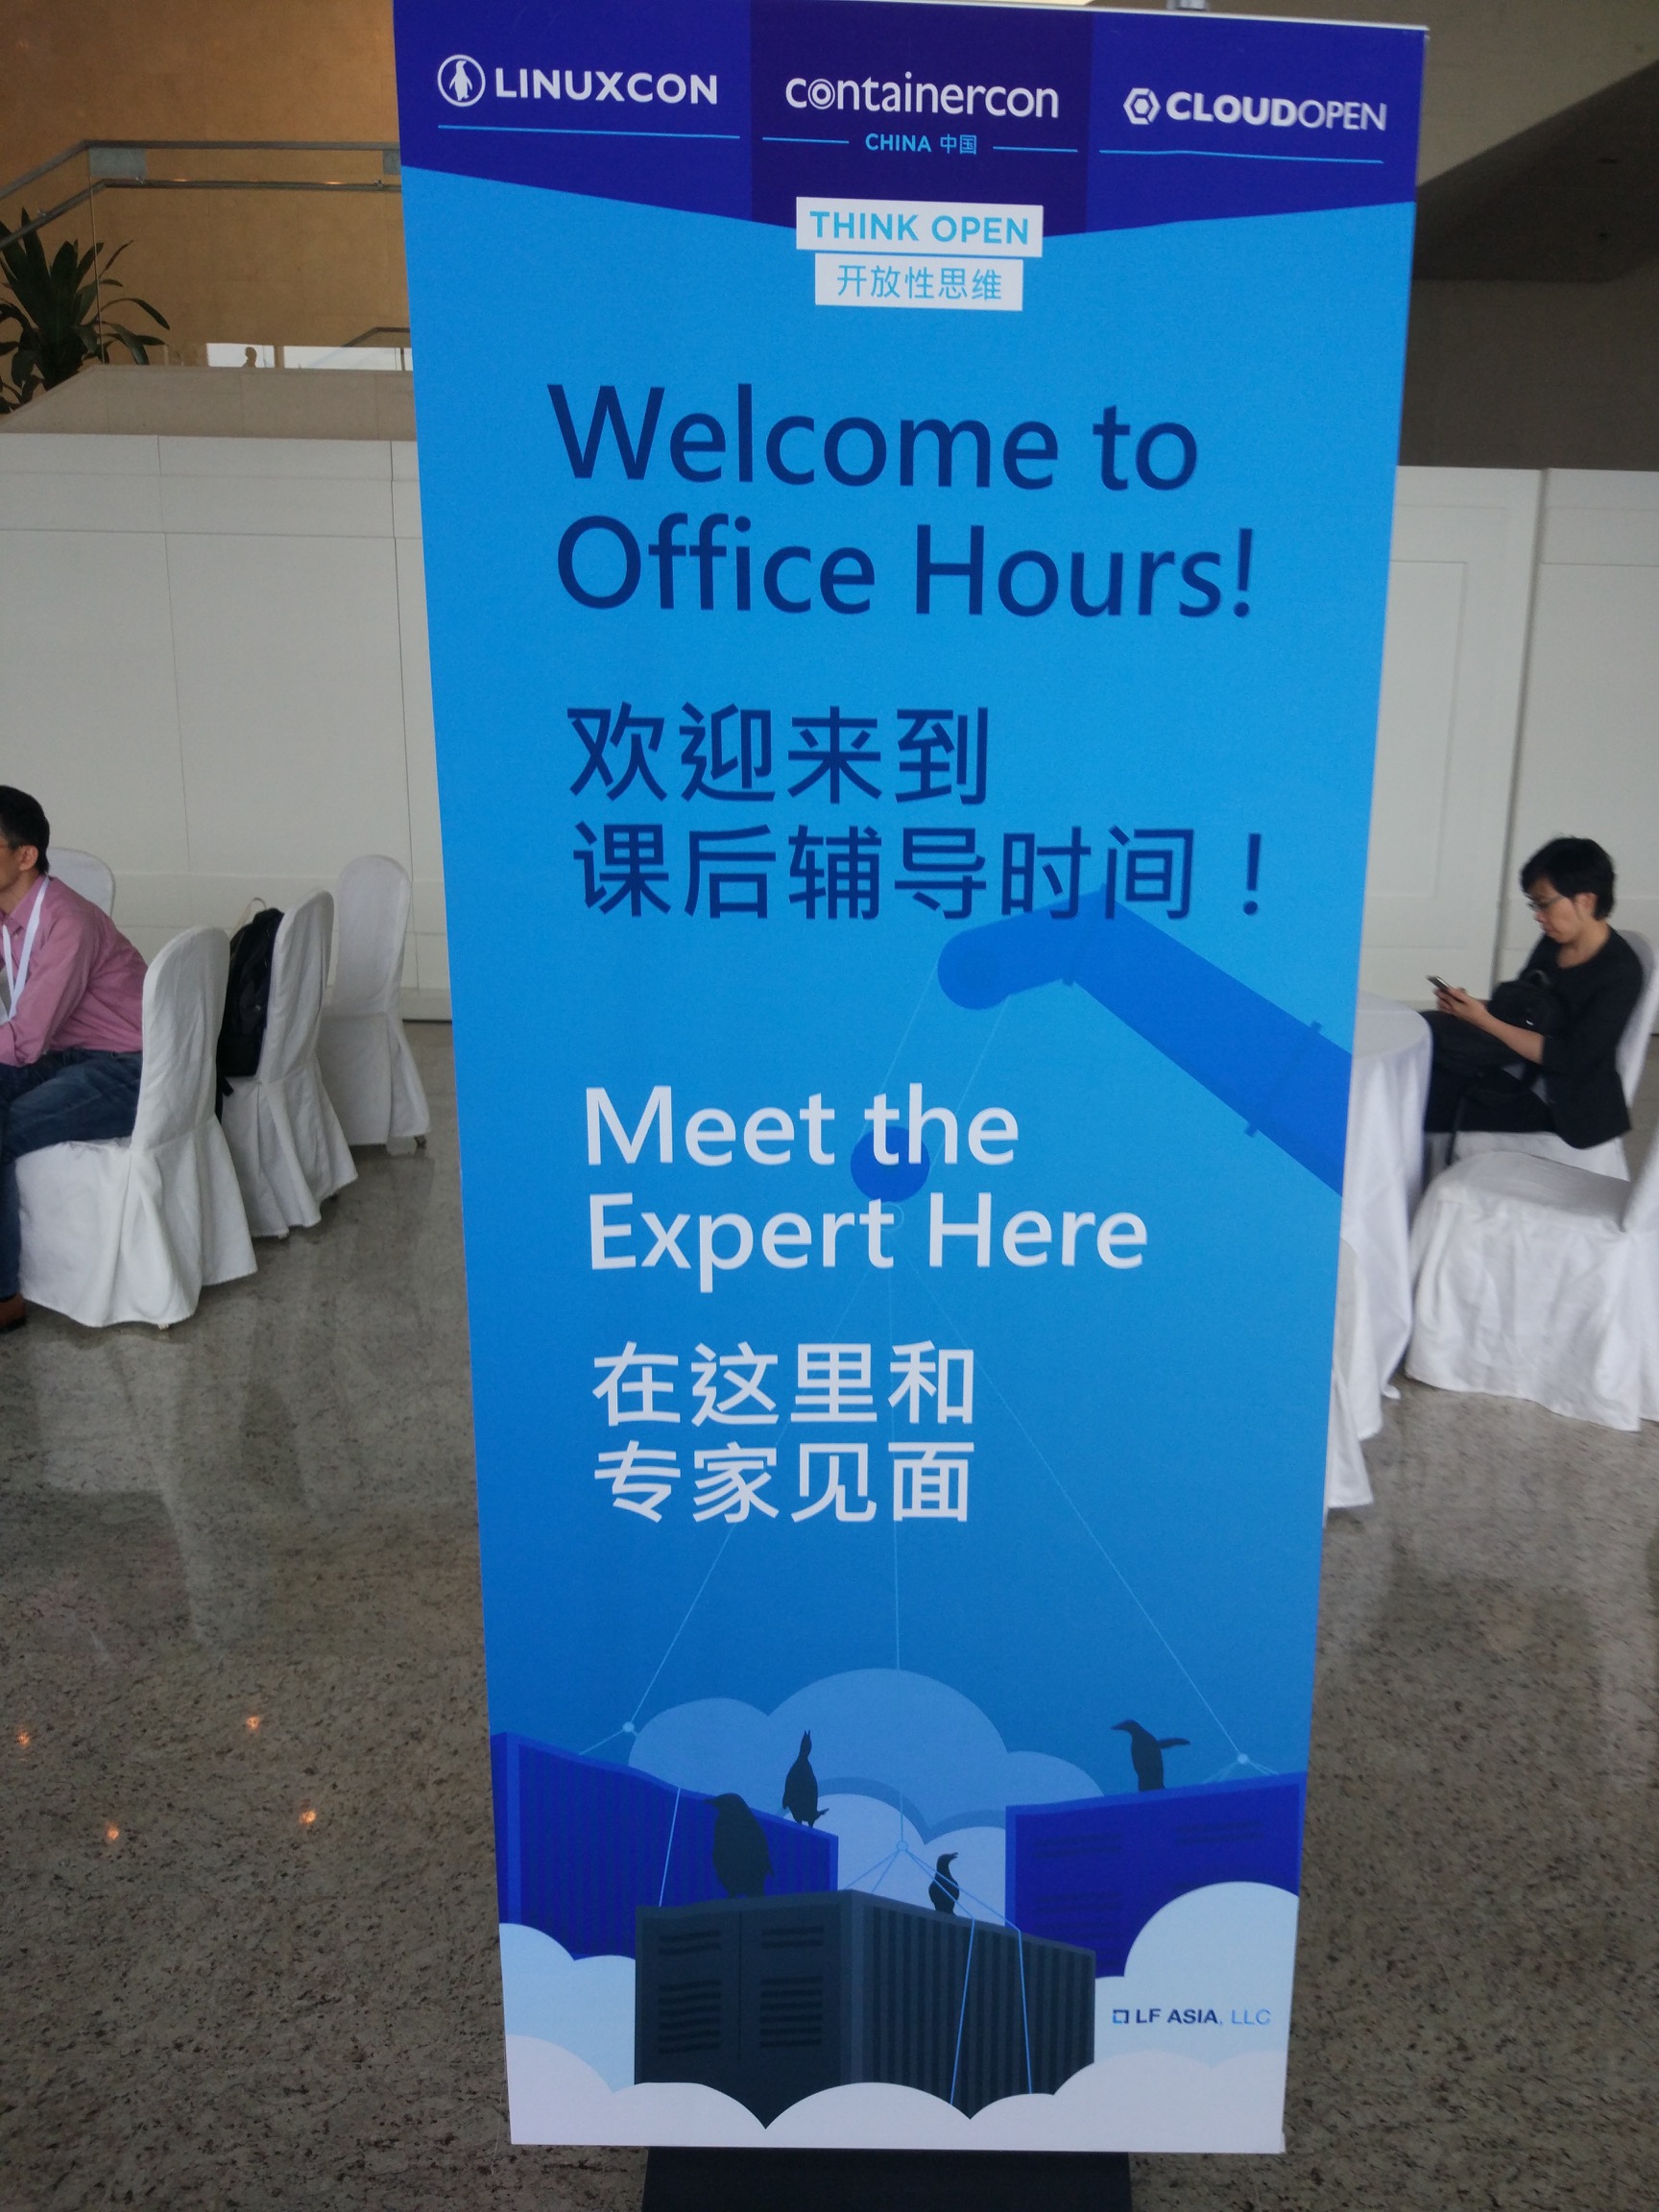 LINUXCON
containercon
CLOUDOPEN
CHINA 中国
THINK OPEN
开放性思维
Welcome to
Office Hours!
欢迎来到
课后辅导时间！
Meet the
Expert Here
在这里和
专家见面
LF ASIA, LLC